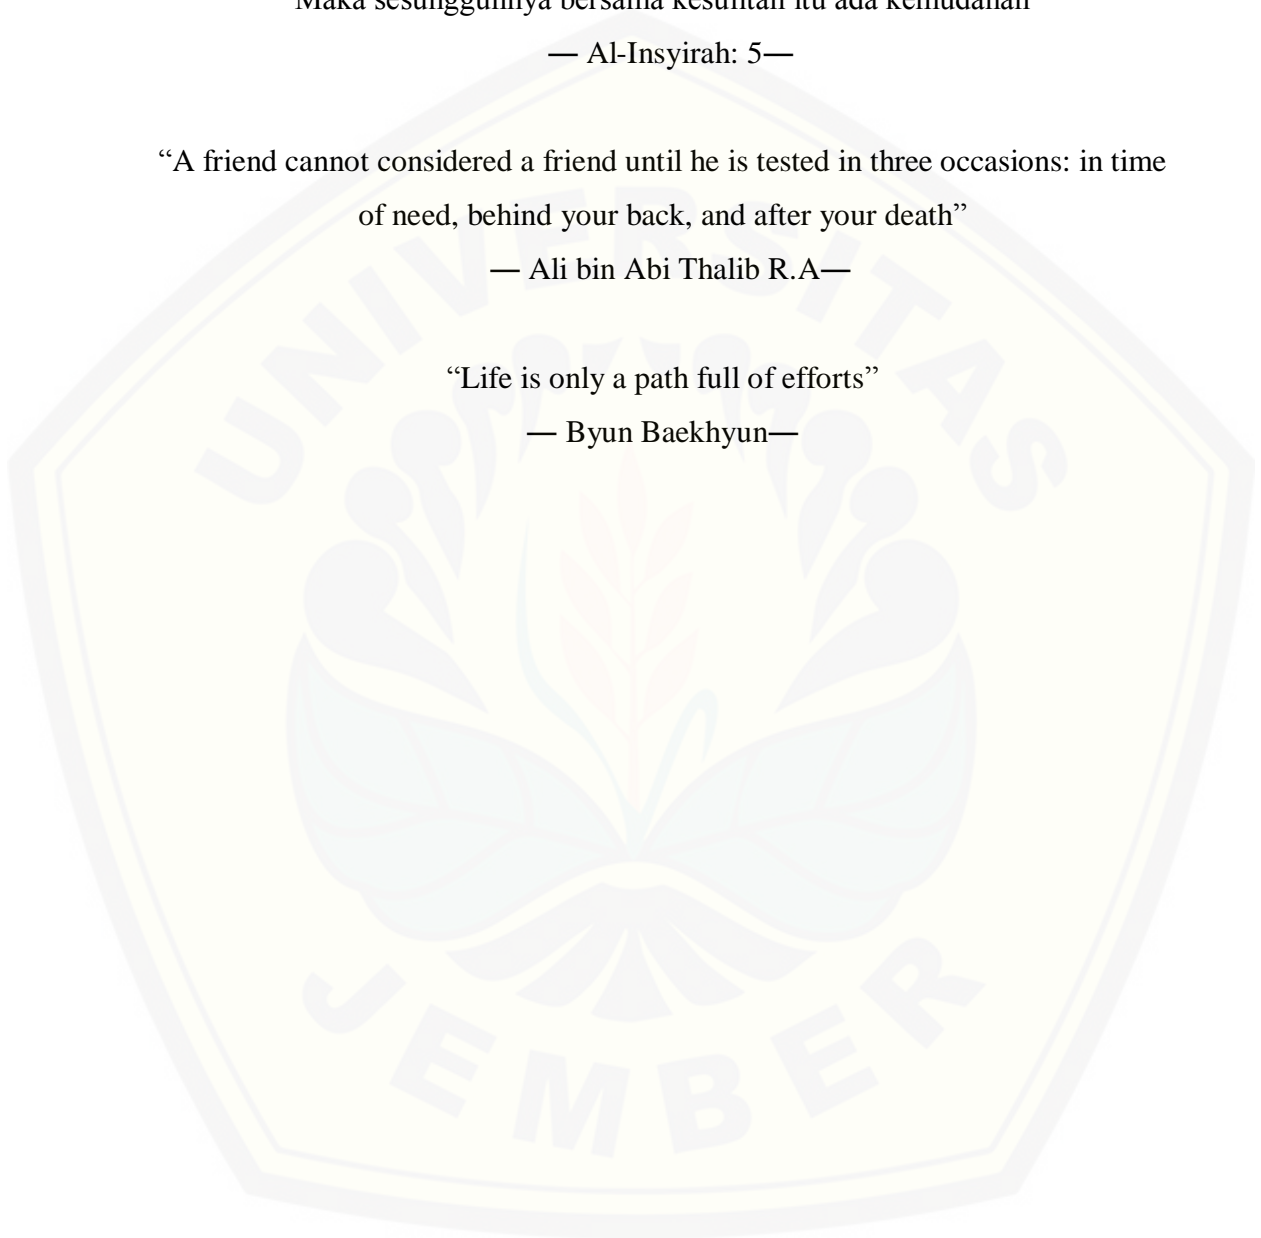 Maka sesungguhnya bersama kesulitan itu ada kemudahan
— Al-Insyirah: 5—
“A friend cannot considered a friend until he is tested in three occasions: in time
of need, behind your back, and after your death”
— Ali bin Abi Thalib R.A—
“Life is only a path full of efforts”
— Byun Baekhyun—
UNIVERSITAS
JEMBER